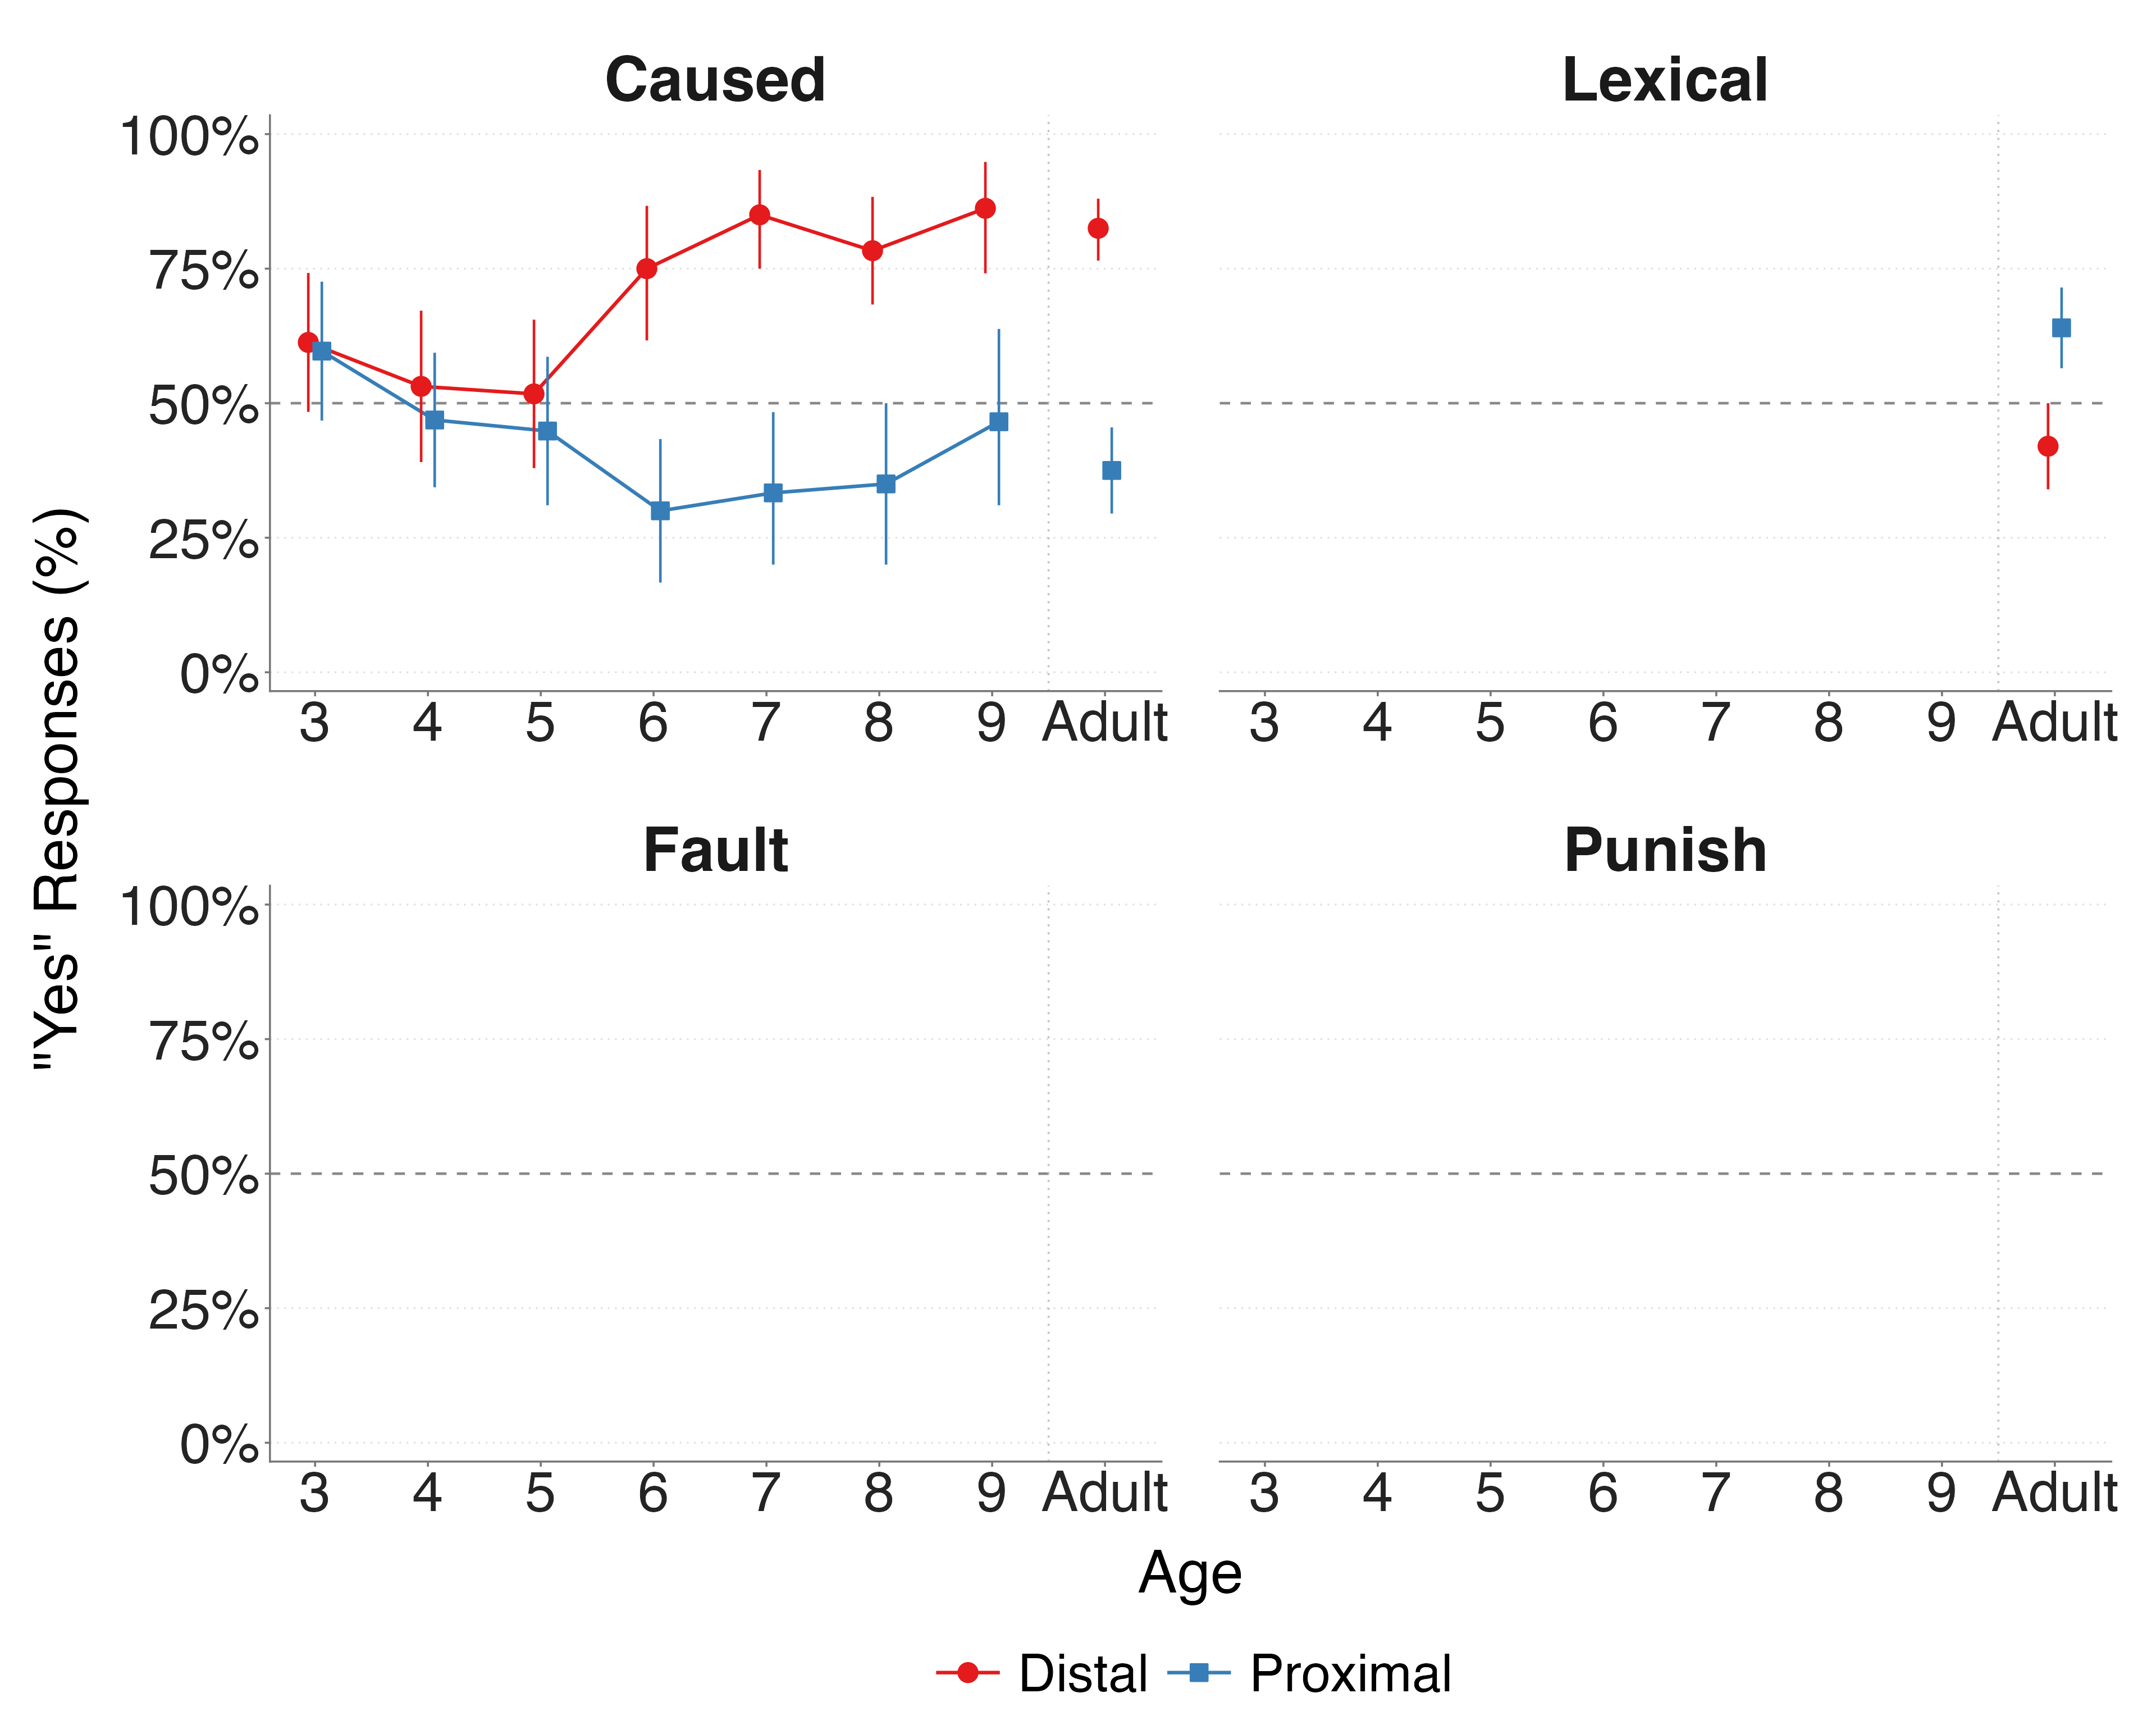 Caused
Lexical
100%
75%
50%
25%
0%
3 4 5 6 7 8 9 Adult
3 4 5 6 7 8 9 Adult
"Yes" Responses (%)
Fault
Punish
100%
75%
50%
25%
0%
3 4 5 6 7 8 9 Adult
3 4 5 6 7 8 9 Adult
Age
Distal Proximal